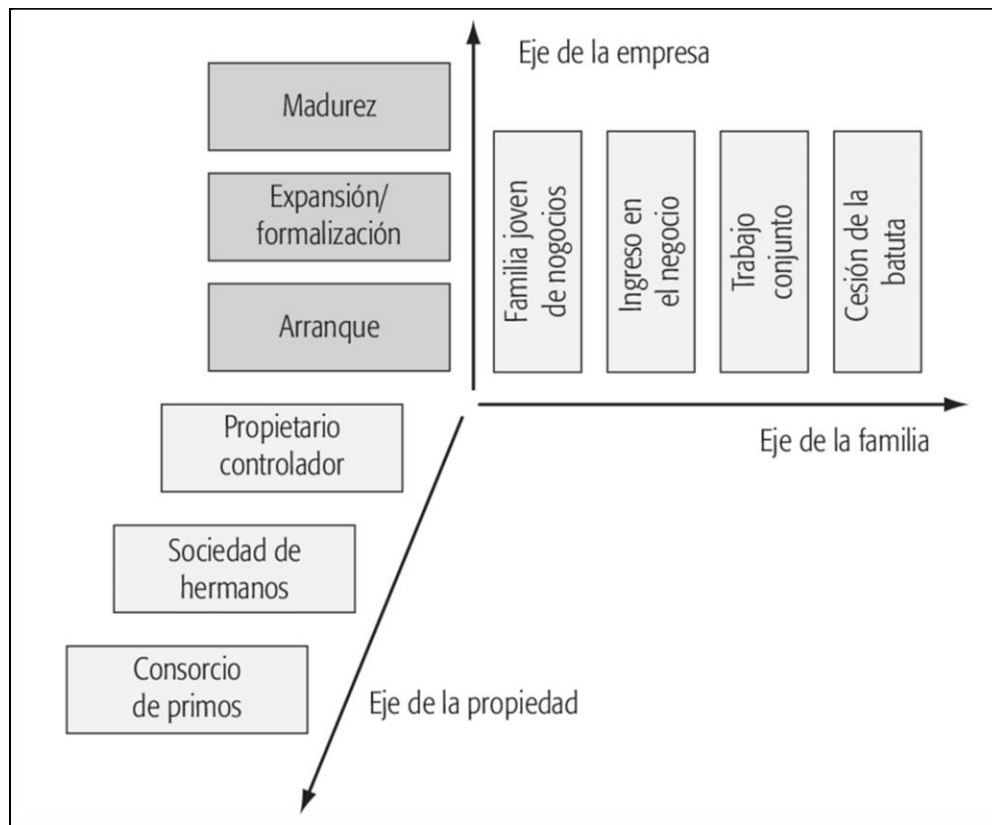 Eje de la empresa
Madurez
Expansión/
formalización
Arranque
Familia joven
de nogocios
Ingreso en
el negocio
Trabajo
conjunto
Cesión de la
batuta
Eje de la familia
Propietario
controlador
Sociedad de
hermanos
Consorcio
de primos
Eje de la propiedad